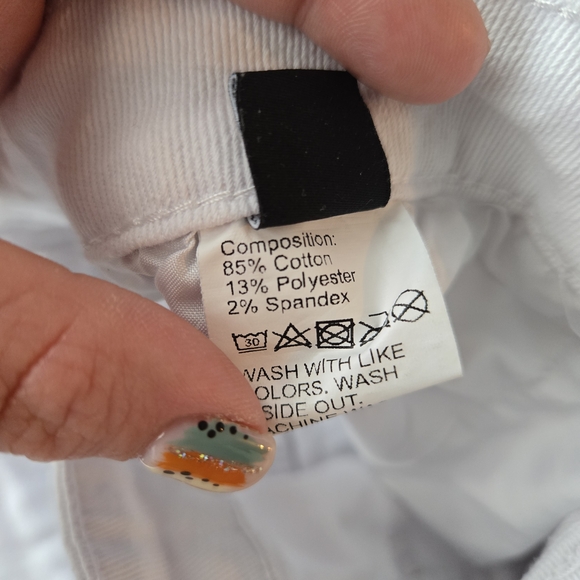 Composition:
85% Cotton
13% Polyester
2% Spandex
30
WASH WITH LIKE
COLORS. WASH
SIDE OUT.